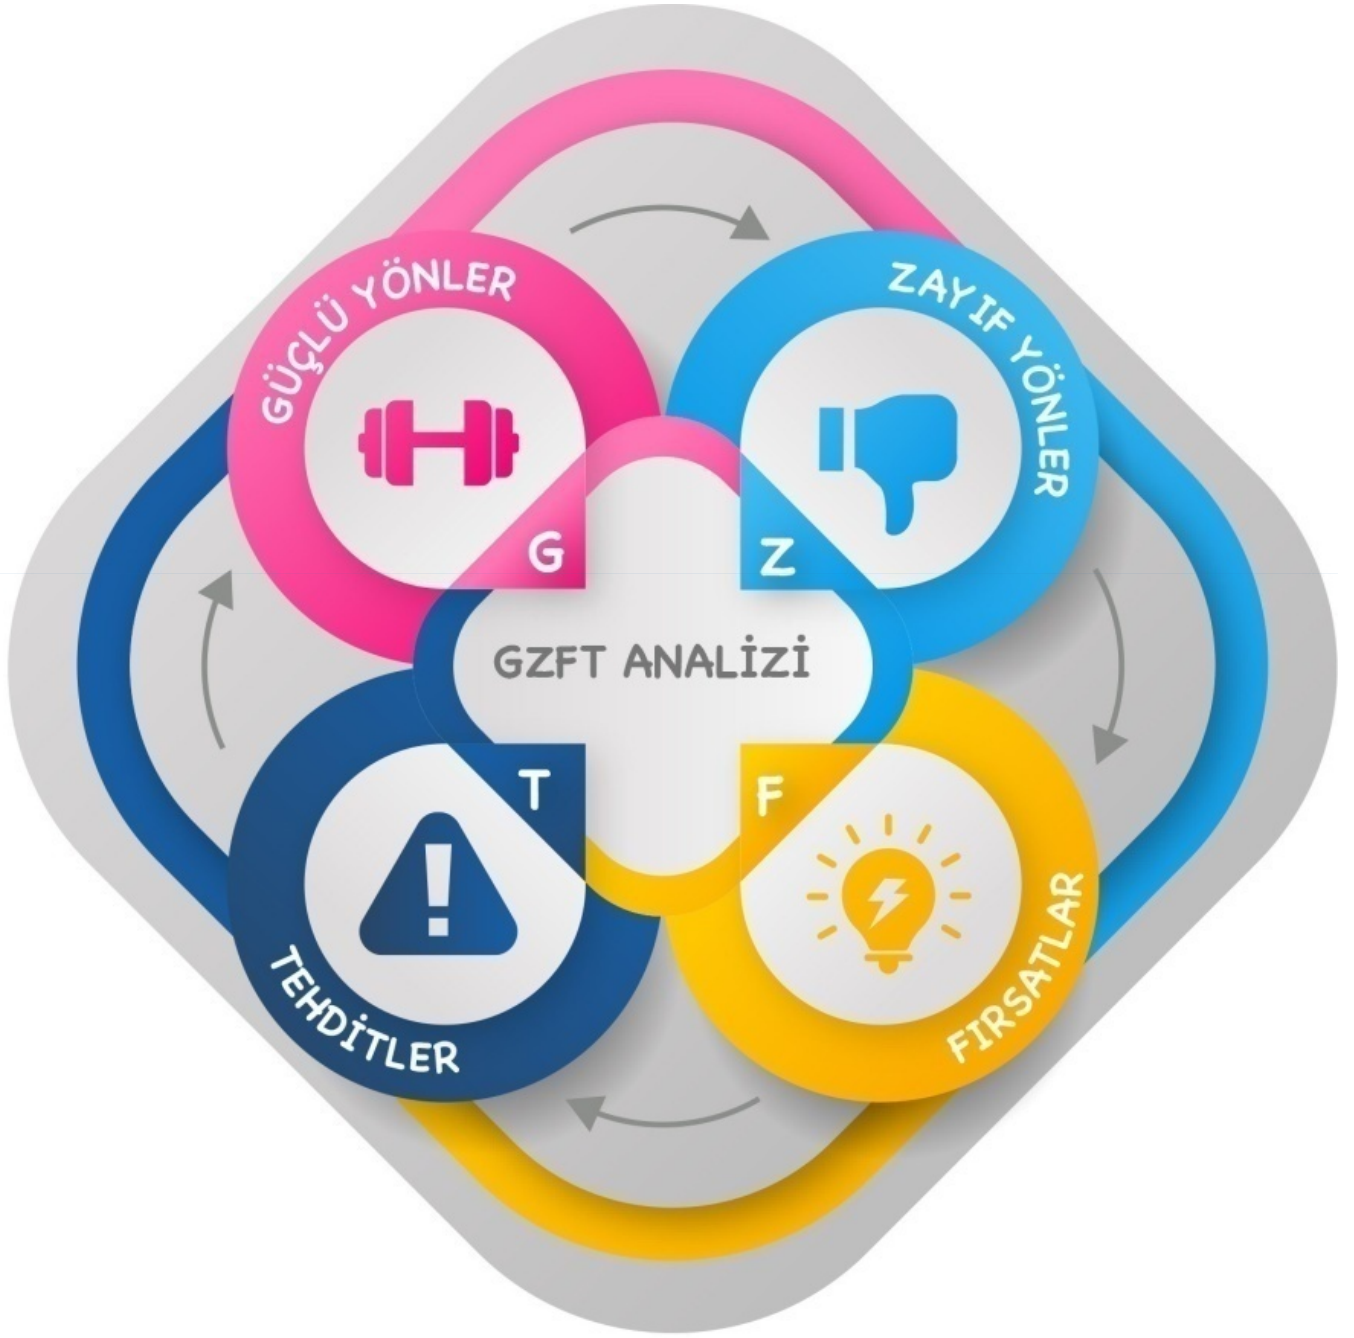 GÜÇLÜ YÖNLER
ZAYIF YÖNLER
G
Z
GZFT ANALİZİ
T
F
TEHDİTLER
FIRSATLAR